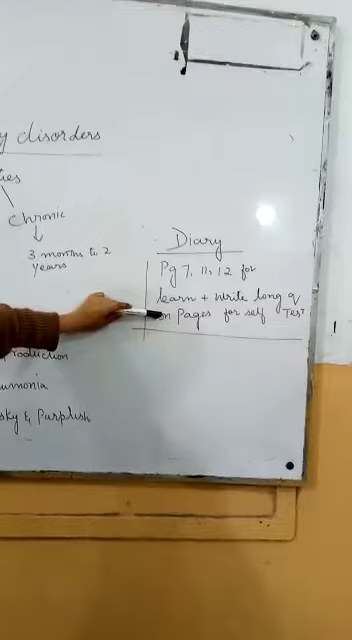 y disorders
ties
Chronic
3 months to 2
years
Production
umonia
sky & Purplish
Diary
Pg 7, 11, 12 for
learn + write long q
on Pages for self Test